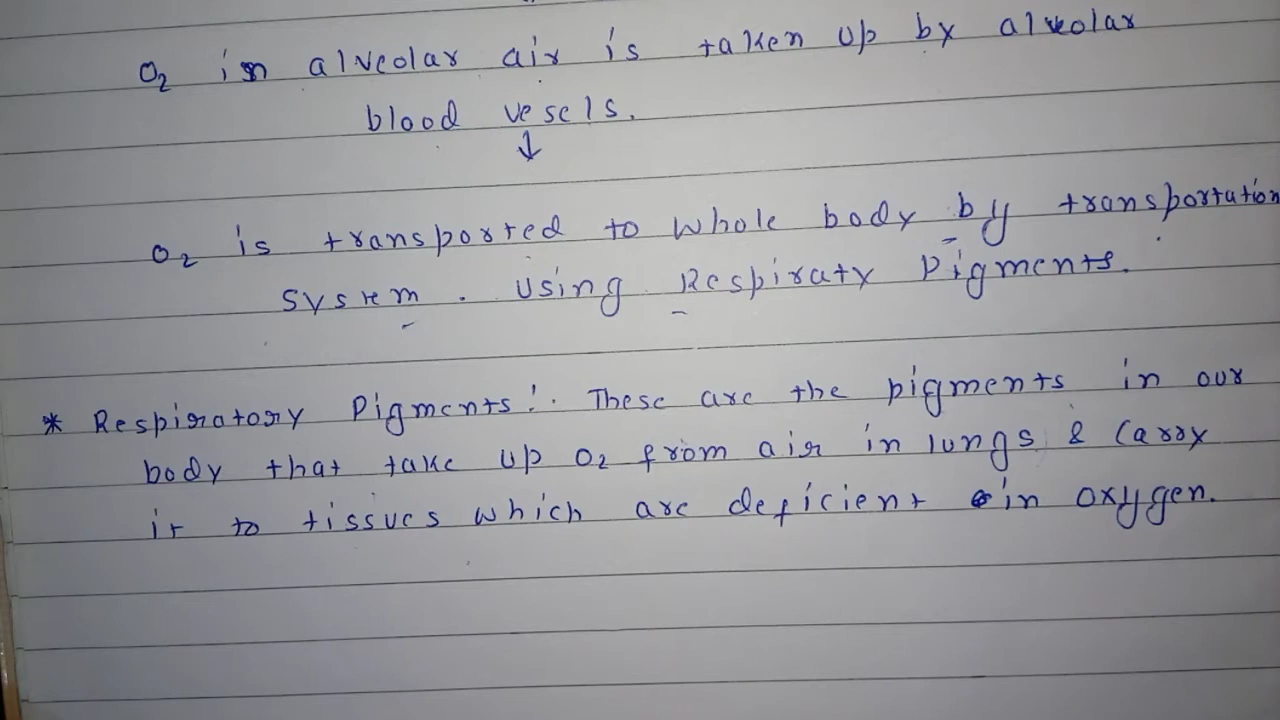 O₂ in alveolar air is taken up by alveolar
blood vesels.
↓
O₂ is transported to whole body by transportation
system. Using Respiraty Pigments.
* Respiratory Pigments:. These are the pigments in our
body that take up O₂ from air in lungs & carry
it to tissues which are deficient in oxygen.